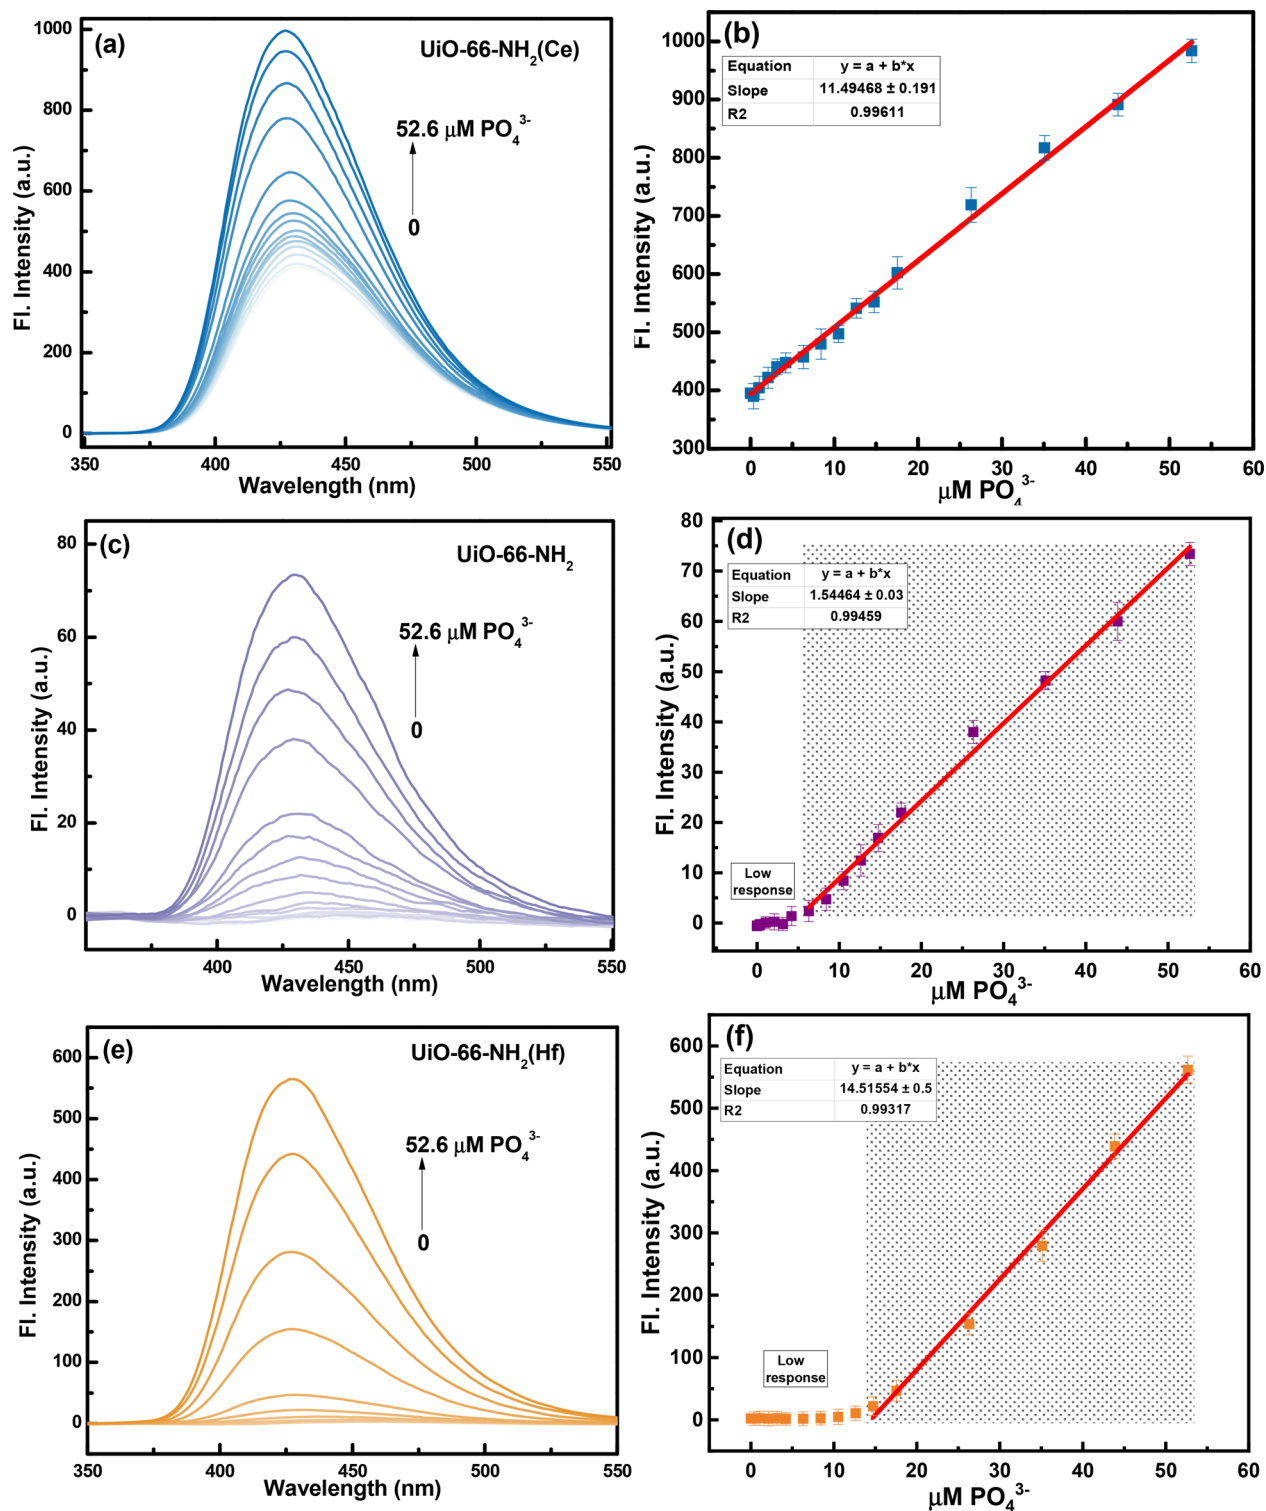 (a)
UiO-66-NH₂(Ce)
52.6 μM PO₄³⁻
0
Fl. Intensity (a.u.)
1000
800
600
400
200
0
350 400 450 500 550
Wavelength (nm)
(b)
Equation y = a + b*x
Slope 11.49468 ± 0.191
R2 0.99611
Fl. Intensity (a.u.)
1000
900
800
700
600
500
400
300
0 10 20 30 40 50 60
μM PO₄³⁻
(c)
UiO-66-NH₂
52.6 μM PO₄³⁻
0
Fl. Intensity (a.u.)
80
60
40
20
0
400 450 500 550
Wavelength (nm)
(d)
Equation y = a + b*x
Slope 1.54464 ± 0.03
R2 0.99459
Low
response
Fl. Intensity (a.u.)
80
70
60
50
40
30
20
10
0
0 10 20 30 40 50 60
μM PO₄³⁻
(e)
UiO-66-NH₂(Hf)
52.6 μM PO₄³⁻
0
Fl. Intensity (a.u.)
600
500
400
300
200
100
0
350 400 450 500 550
Wavelength (nm)
(f)
Equation y = a + b*x
Slope 14.51554 ± 0.5
R2 0.99317
Low
response
Fl. Intensity (a.u.)
600
500
400
300
200
100
0
0 10 20 30 40 50 60
μM PO₄³⁻